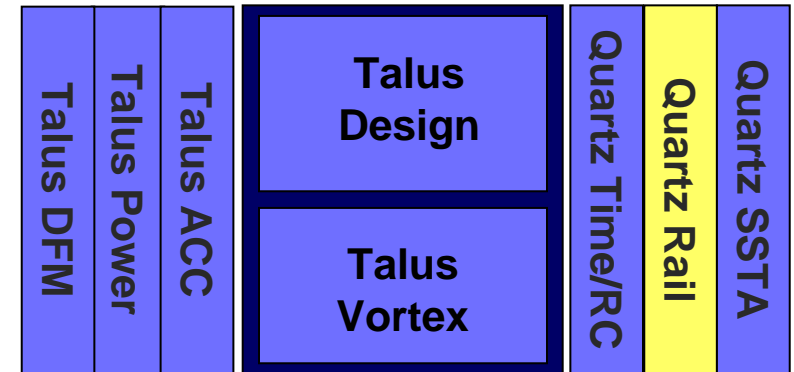 Talus DFM
Talus Power
Talus ACC
Talus
Design
Talus
Vortex
Quartz Time/RC
Quartz Rail
Quartz SSTA